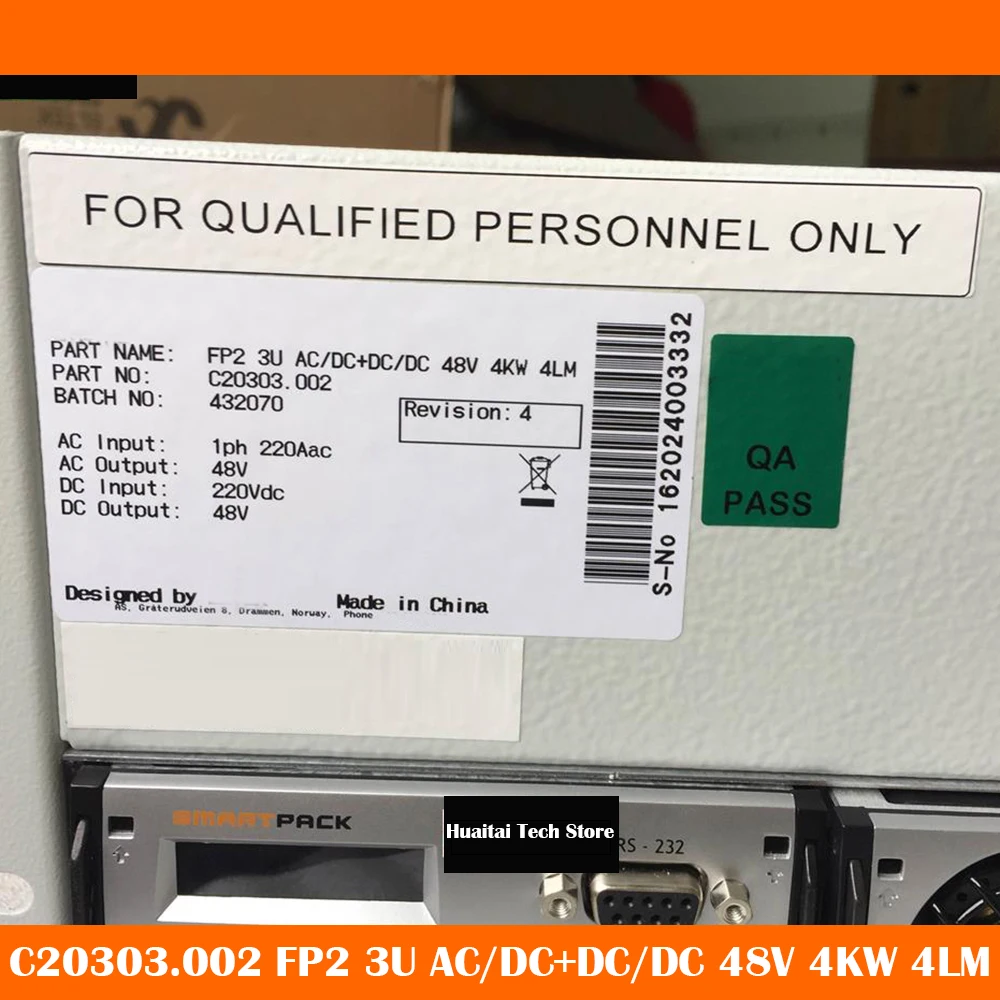 FOR QUALIFIED PERSONNEL ONLY
PART NAME: FP2 3U AC/DC+DC/DC 48V 4KW 4LM
PART NO: C20303.002
BATCH NO: 432070
Revision: 4
AC Input: 1ph 220Aac
AC Output: 48V
DC Input: 220Vdc
DC Output: 48V
Designed by
AS, Gråterudveien 8, Drammen, Norway, Phone
Made in China
S-No 162024003332
QA
PASS
SMARTPACK
Huaitai Tech Store
RS - 232
C20303.002 FP2 3U AC/DC+DC/DC 48V 4KW 4LM